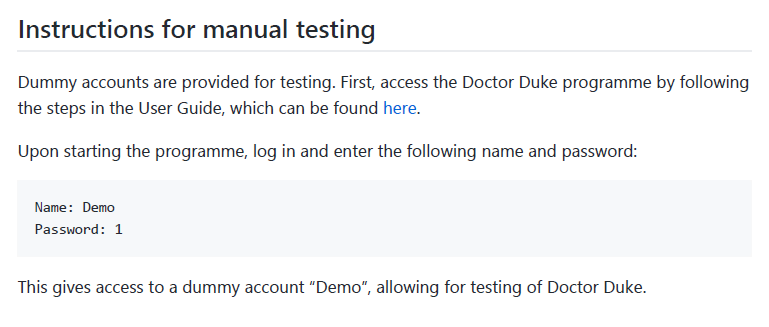 Instructions for manual testing
Dummy accounts are provided for testing. First, access the Doctor Duke programme by following
the steps in the User Guide, which can be found here.
Upon starting the programme, log in and enter the following name and password:
Name: Demo
Password: 1
This gives access to a dummy account “Demo”, allowing for testing of Doctor Duke.